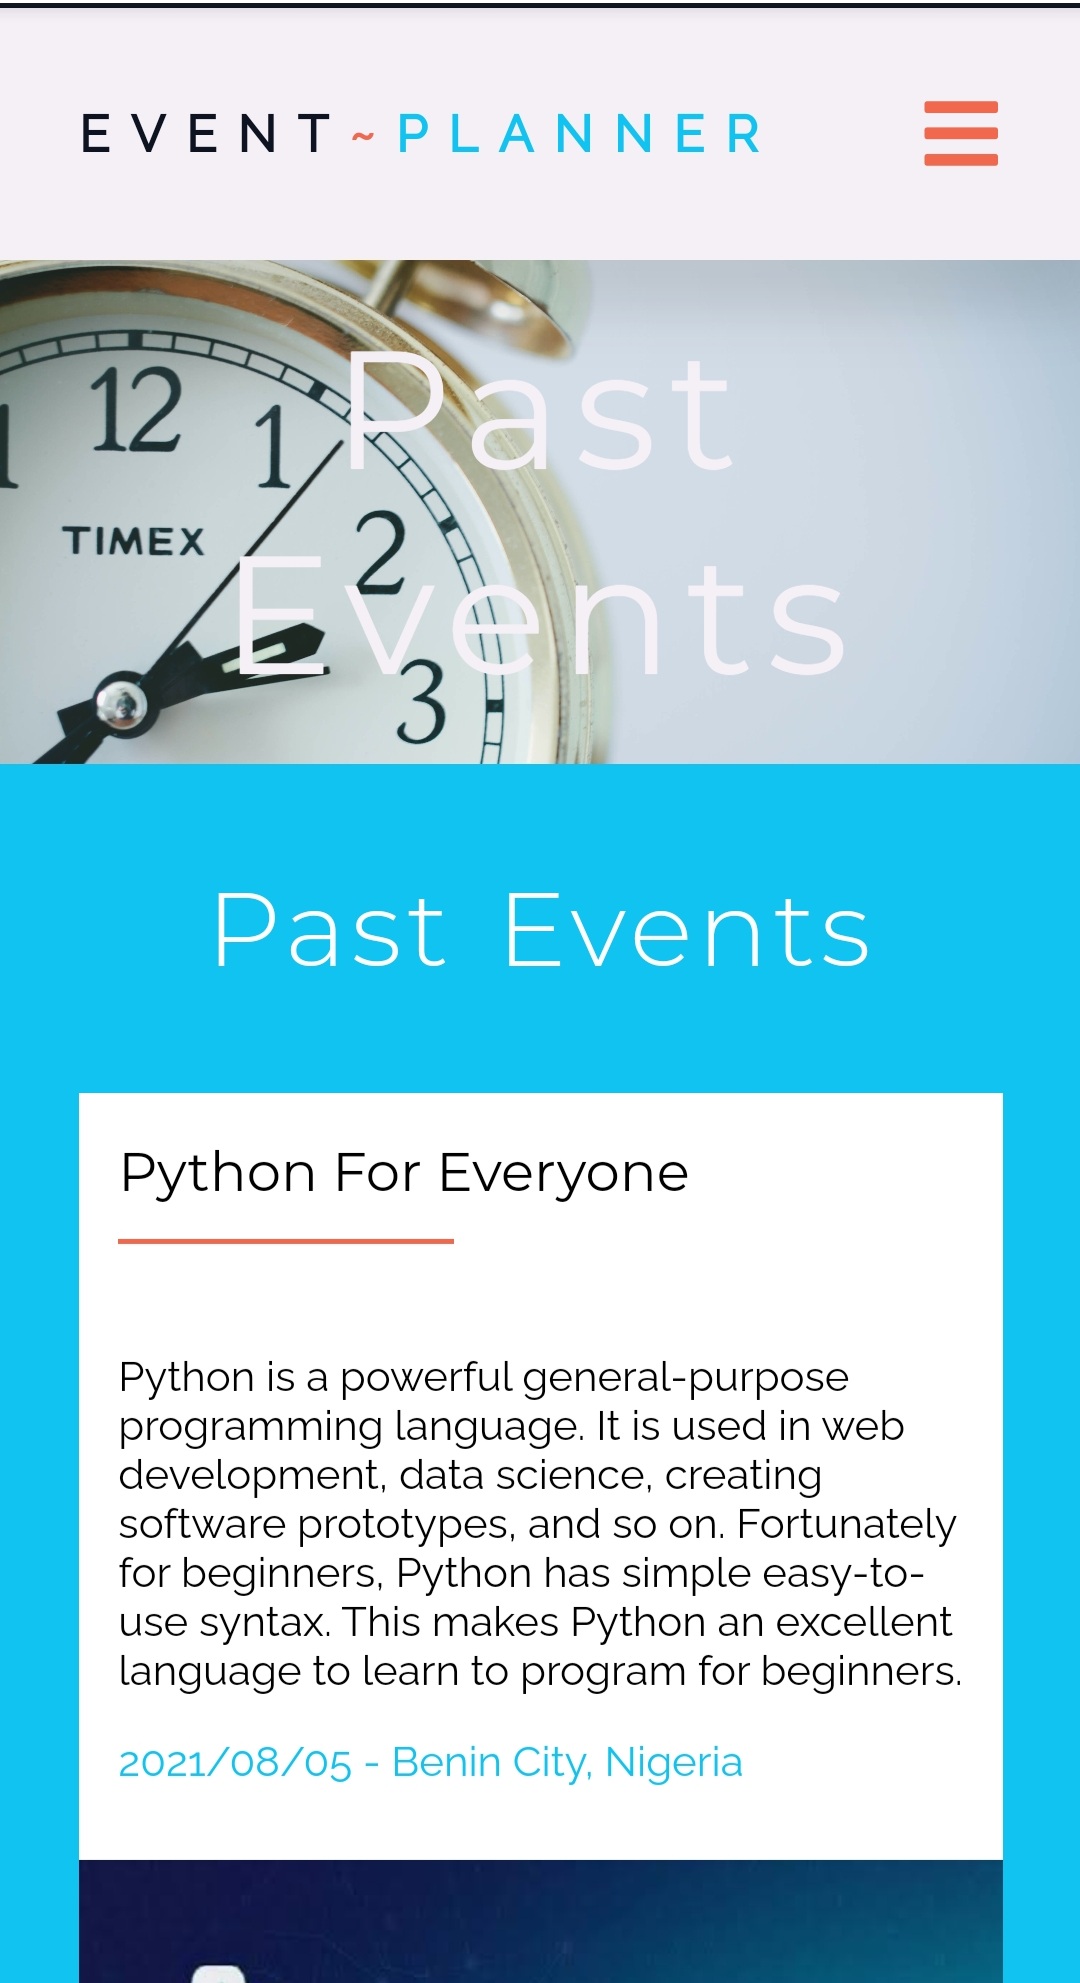 EVENT~PLANNER
12
1
1
TIMEX
2
3
Past
Events
Past Events
Python For Everyone
Python is a powerful general-purpose
programming language. It is used in web
development, data science, creating
software prototypes, and so on. Fortunately
for beginners, Python has simple easy-to-
use syntax. This makes Python an excellent
language to learn to program for beginners.
2021/08/05 - Benin City, Nigeria